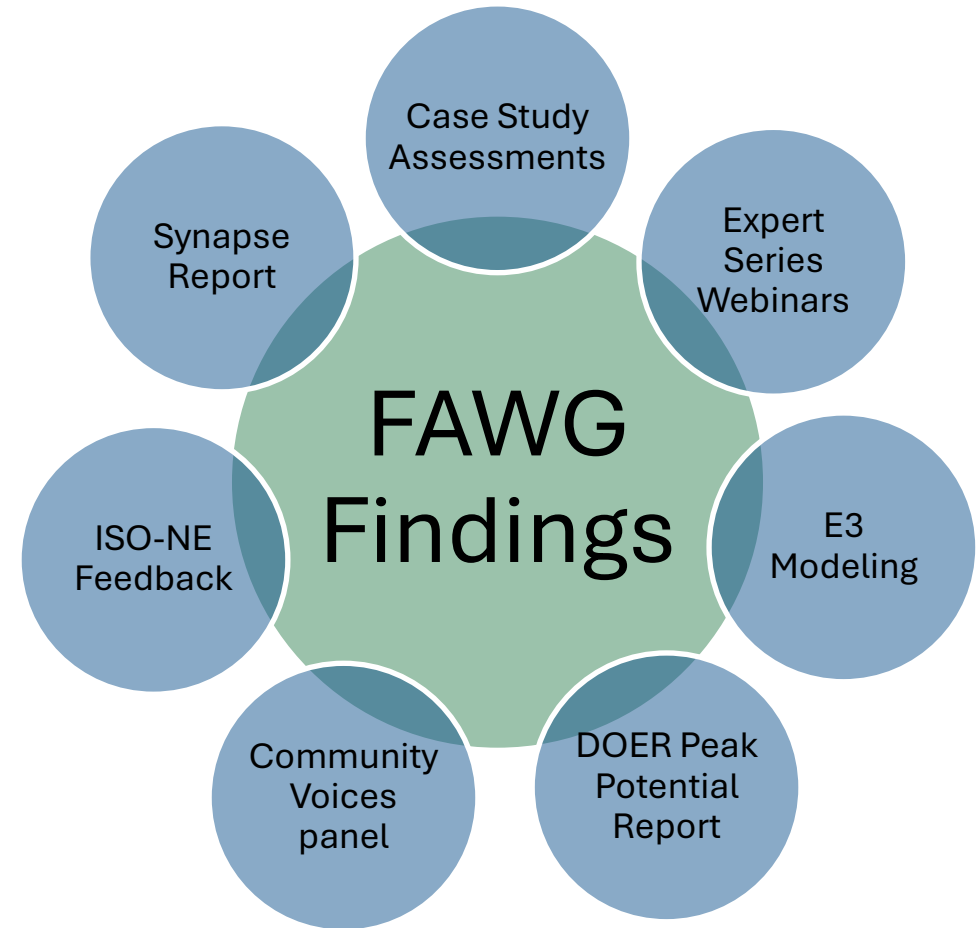 Case Study
Assessments
Expert
Series
Webinars
Synapse
Report
FAWG
Findings
E3
Modeling
ISO-NE
Feedback
DOER Peak
Potential
Report
Community
Voices
panel